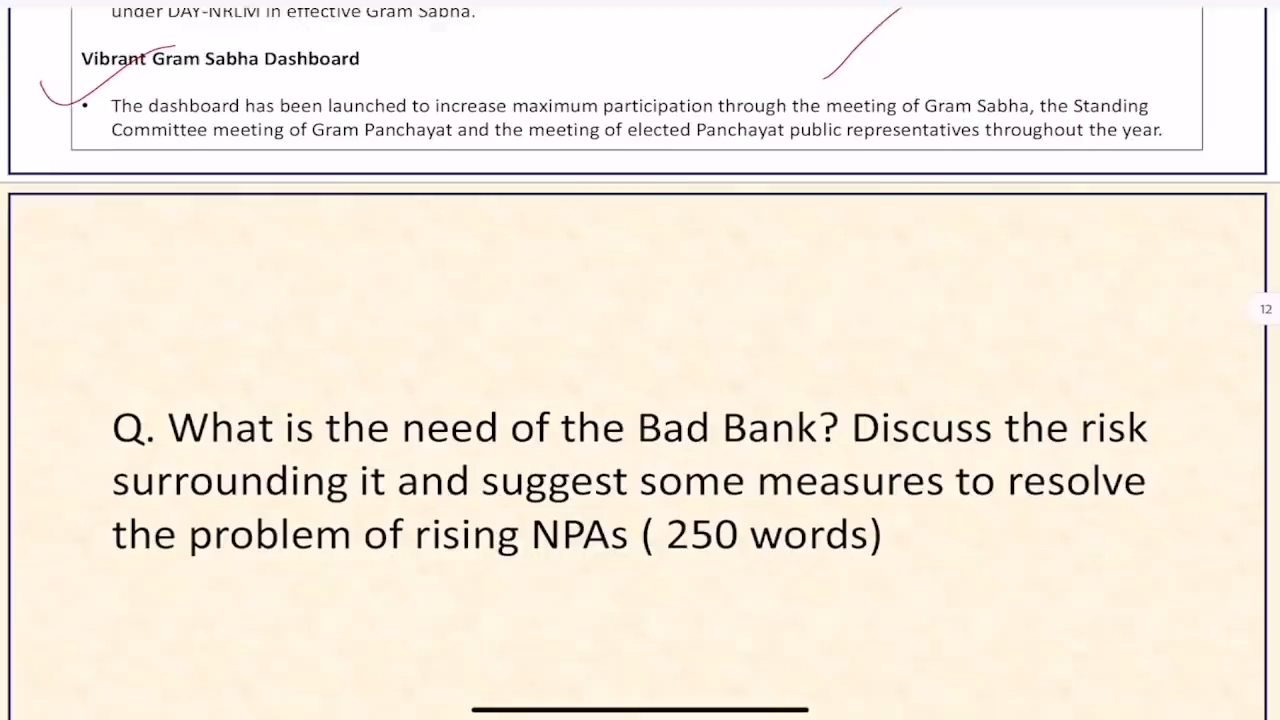 under DAY-NRLM in effective Gram Sabha.
Vibrant Gram Sabha Dashboard
• The dashboard has been launched to increase maximum participation through the meeting of Gram Sabha, the Standing
Committee meeting of Gram Panchayat and the meeting of elected Panchayat public representatives throughout the year.
12
Q. What is the need of the Bad Bank? Discuss the risk
surrounding it and suggest some measures to resolve
the problem of rising NPAs ( 250 words)